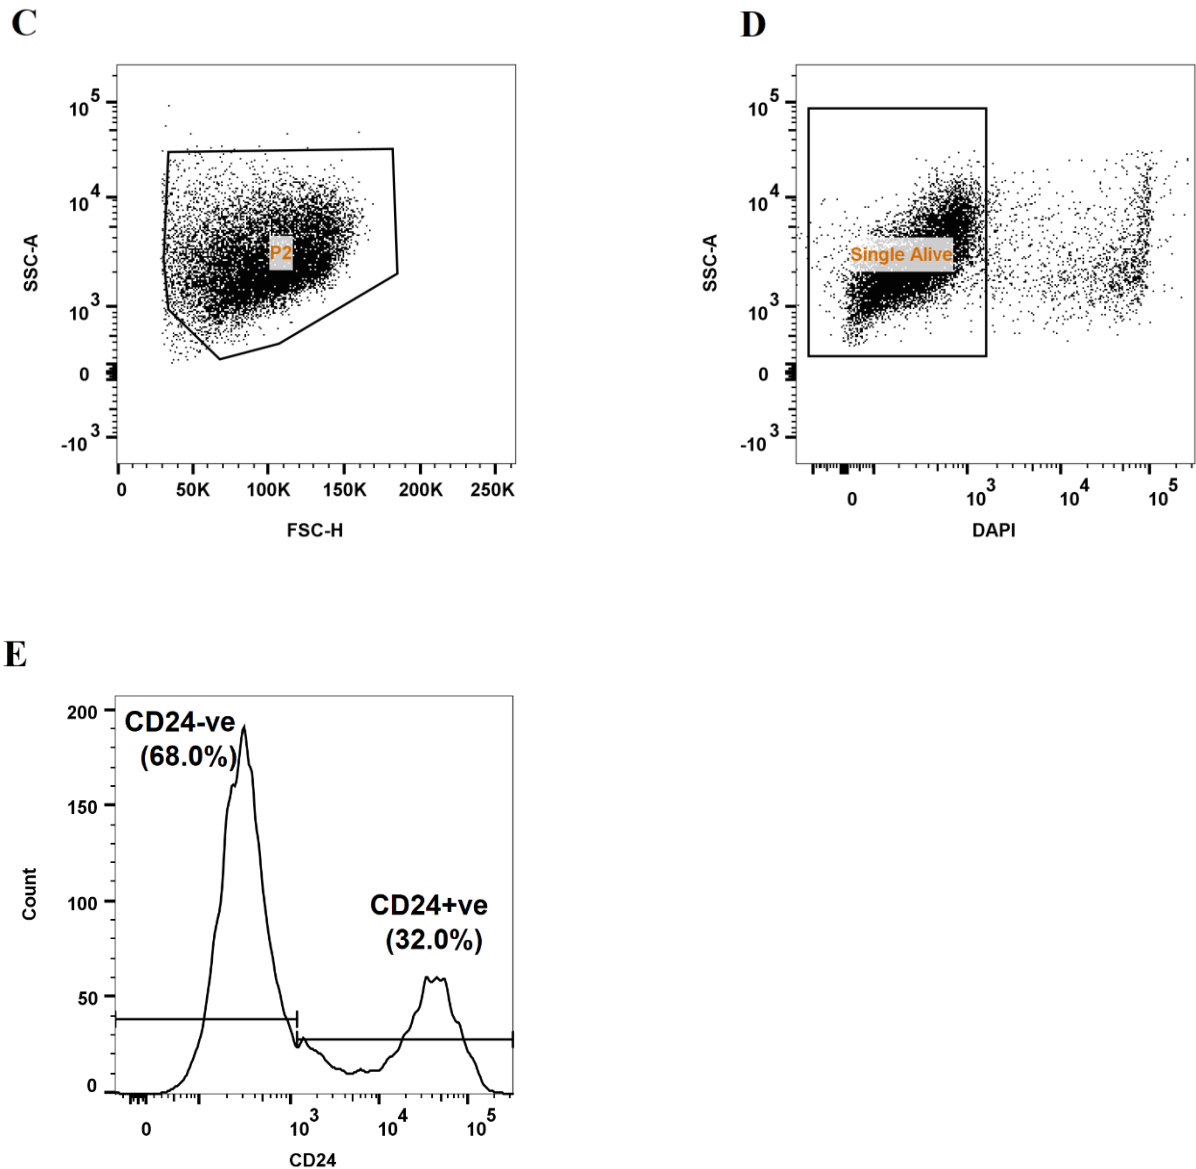 C
D
10^5
10^4
10^3
0
-10^3
SSC-A
P2
0
50K
100K
150K
200K
250K
FSC-H
10^5
10^4
10^3
0
-10^3
SSC-A
Single Alive
0
10^3
10^4
10^5
DAPI
E
200
150
100
50
0
Count
CD24-ve
(68.0%)
CD24+ve
(32.0%)
0
10^3
10^4
10^5
CD24